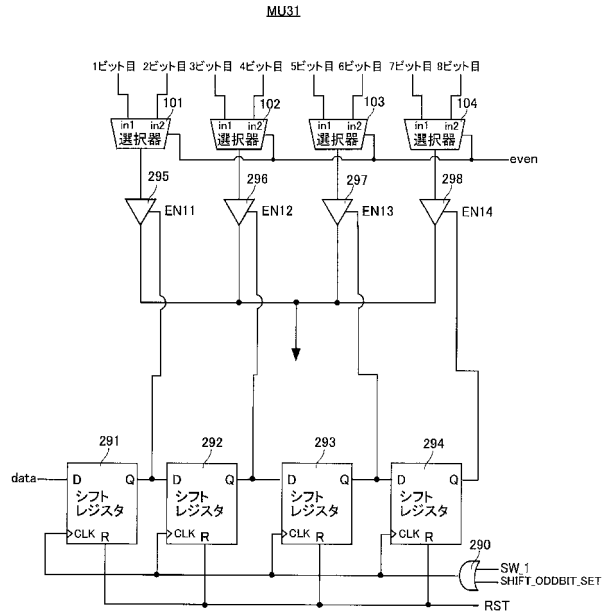 MU31
1ビット目 2ビット目 3ビット目 4ビット目 5ビット目 6ビット目 7ビット目 8ビット目
101 102 103 104
in1 in2 in1 in2 in1 in2 in1 in2
選択器 選択器 選択器 選択器
even
295 296 297 298
EN11 EN12 EN13 EN14
291 292 293 294
data D Q D Q D Q D Q
シフト シフト シフト シフト
レジスタ レジスタ レジスタ レジスタ
CLK R CLK R CLK R CLK R
290
SW_1
SHIFT_ODDBIT_SET
RST